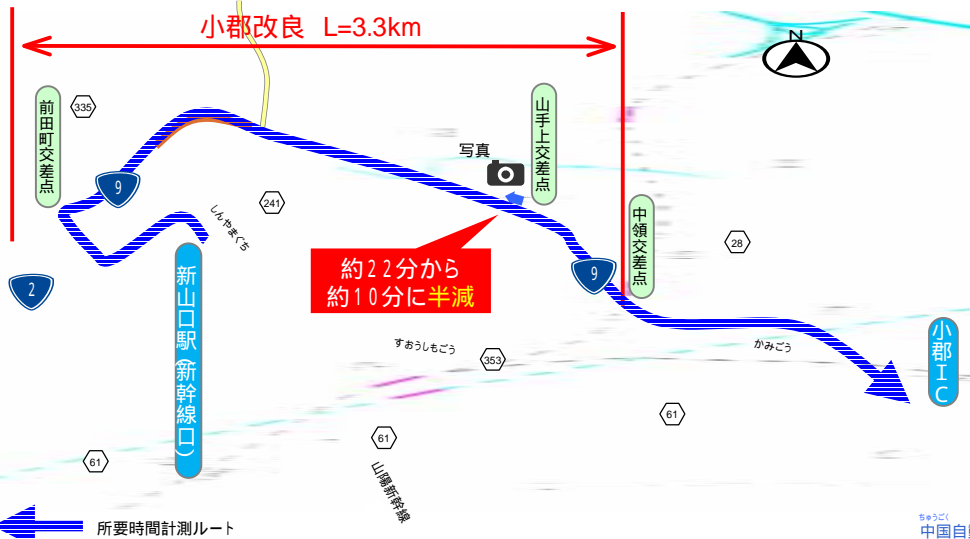 小郡改良 L=3.3km
N
前田町交差点
335
山手上交差点
写真
9
241
しんやまぐち
中領交差点
28
2
新山口駅(新幹線口)
約22分から
約10分に半減
9
すおうしもごう
353
かみごう
小郡IC
61
61
61
山陽新幹線
所要時間計測ルート
ちゅうごく
中国自